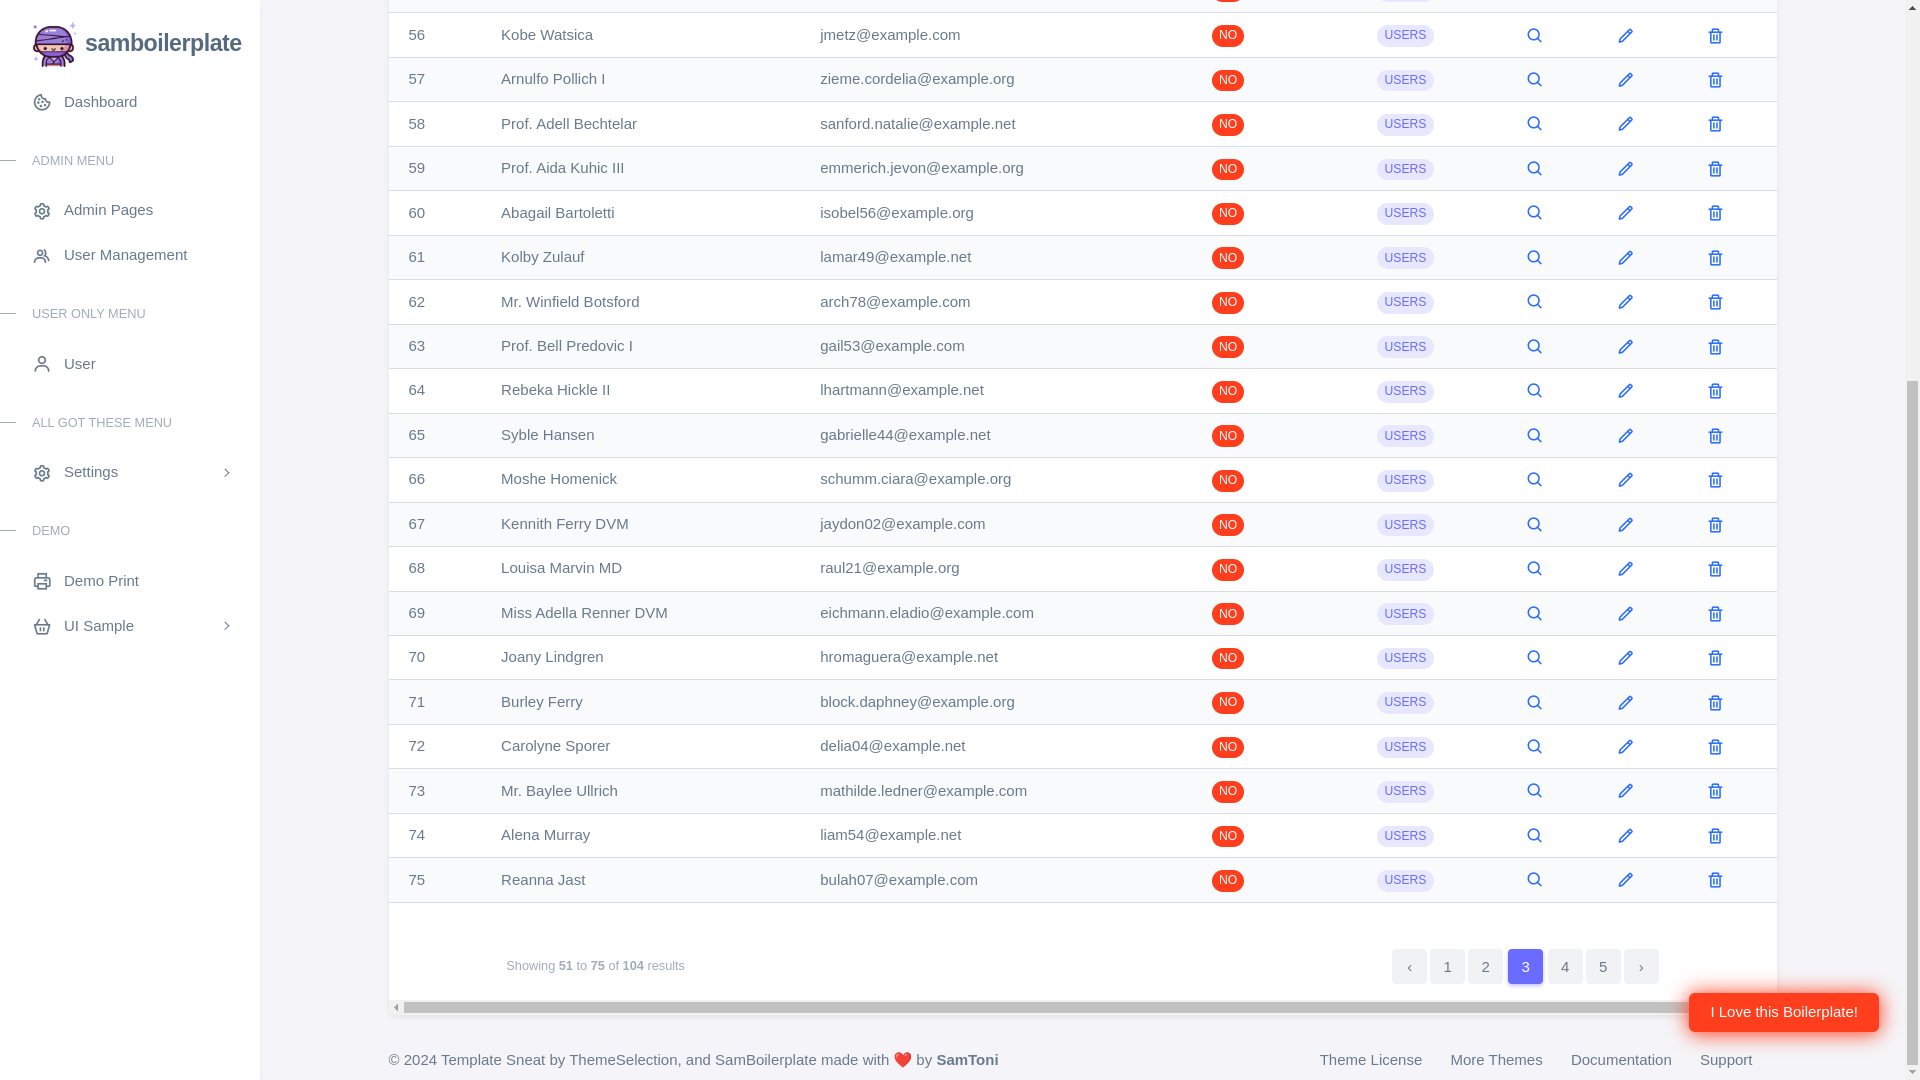 samboilerplate
Dashboard
ADMIN MENU
Admin Pages
User Management
USER ONLY MENU
User
ALL GOT THESE MENU
Settings
DEMO
Demo Print
UI Sample
56 Kobe Watsica jmetz@example.com NO USERS
57 Arnulfo Pollich I zieme.cordelia@example.org NO USERS
58 Prof. Adell Bechtelar sanford.natalie@example.net NO USERS
59 Prof. Aida Kuhic III emmerich.jevon@example.org NO USERS
60 Abagail Bartoletti isobel56@example.org NO USERS
61 Kolby Zulauf lamar49@example.net NO USERS
62 Mr. Winfield Botsford arch78@example.com NO USERS
63 Prof. Bell Predovic I gail53@example.com NO USERS
64 Rebeka Hickle II lhartmann@example.net NO USERS
65 Syble Hansen gabrielle44@example.net NO USERS
66 Moshe Homenick schumm.ciara@example.org NO USERS
67 Kennith Ferry DVM jaydon02@example.com NO USERS
68 Louisa Marvin MD raul21@example.org NO USERS
69 Miss Adella Renner DVM eichmann.eladio@example.com NO USERS
70 Joany Lindgren hromaguera@example.net NO USERS
71 Burley Ferry block.daphney@example.org NO USERS
72 Carolyne Sporer delia04@example.net NO USERS
73 Mr. Baylee Ullrich mathilde.ledner@example.com NO USERS
74 Alena Murray liam54@example.net NO USERS
75 Reanna Jast bulah07@example.com NO USERS
Showing 51 to 75 of 104 results
‹ 1 2 3 4 5 ›
I Love this Boilerplate!
© 2024 Template Sneat by ThemeSelection, and SamBoilerplate made with ❤️ by SamToni
Theme License More Themes Documentation Support